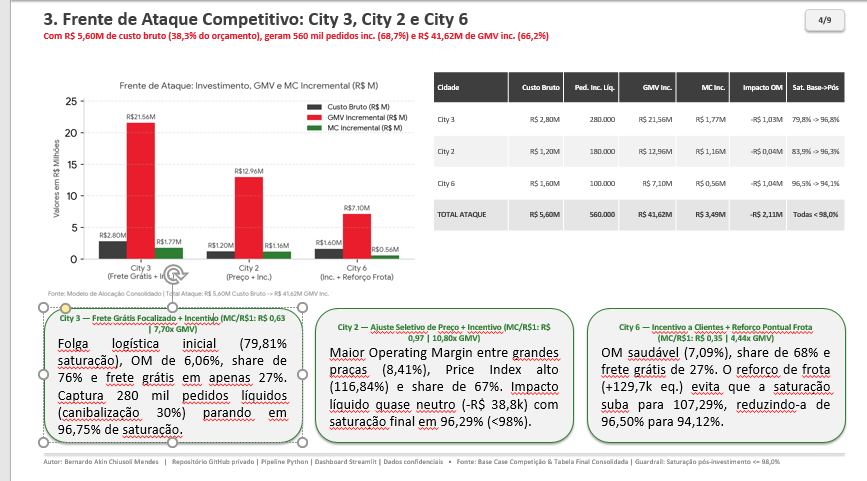 3. Frente de Ataque Competitivo: City 3, City 2 e City 6
4/9
Com R$ 5,60M de custo bruto (38,3% do orçamento), geram 560 mil pedidos inc. (68,7%) e R$ 41,62M de GMV inc. (66,2%)
Frente de Ataque: Investimento, GMV e MC Incremental (R$ M)
Custo Bruto (R$ M)
GMV Incremental (R$ M)
MC Incremental (R$ M)
Valores em R$ Milhões
25
20
15
10
5
0
R$2.80M
R$21.56M
R$1.77M
R$1.20M
R$12.96M
R$1.16M
R$1.60M
R$7.10M
R$0.56M
City 3
(Frete Grátis + In
City 2
(Preço + Inc.)
City 6
(Inc. + Reforço Frota)
Fonte: Modelo de Alocação Consolidado | Total Ataque: R$ 5,60M Custo Bruto -> R$ 41,62M GMV Inc.
Cidade Custo Bruto Ped. Inc. Líq. GMV Inc. MC Inc. Impacto OM Sat. Base->Pós
City 3 R$ 2,80M 280.000 R$ 21,56M R$ 1,77M -R$ 1,03M 79,8% -> 96,8%
City 2 R$ 1,20M 180.000 R$ 12,96M R$ 1,16M -R$ 0,04M 83,9% -> 96,3%
City 6 R$ 1,60M 100.000 R$ 7,10M R$ 0,56M -R$ 1,04M 96,5% -> 94,1%
TOTAL ATAQUE R$ 5,60M 560.000 R$ 41,62M R$ 3,49M -R$ 2,11M Todas < 98,0%
City 3 — Frete Grátis Focalizado + Incentivo (MC/R$1: R$ 0,63
| 7,70x GMV)
Folga logística inicial (79,81%
saturação), OM de 6,06%, share de
76% e frete grátis em apenas 27%.
Captura 280 mil pedidos líquidos
(canibalização 30%) parando em
96,75% de saturação.
City 2 — Ajuste Seletivo de Preço + Incentivo (MC/R$1: R$
0,97 | 10,80x GMV)
Maior Operating Margin entre grandes
praças (8,41%), Price Index alto
(116,84%) e share de 67%. Impacto
líquido quase neutro (-R$ 38,8k) com
saturação final em 96,29% (<98%).
City 6 — Incentivo a Clientes + Reforço Pontual Frota
(MC/R$1: R$ 0,35 | 4,44x GMV)
OM saudável (7,09%), share de 68% e
frete grátis de 27%. O reforço de frota
(+129,7k eq.) evita que a saturação
suba para 107,29%, reduzindo-a de
96,50% para 94,12%.
Autor: Bernardo Akin Chiusoli Mendes | Repositório GitHub privado | Pipeline Python | Dashboard Streamlit | Dados confidenciais • Fonte: Base Case Competição & Tabela Final Consolidada | Guardrail: Saturação pós-investimento <= 98,0%